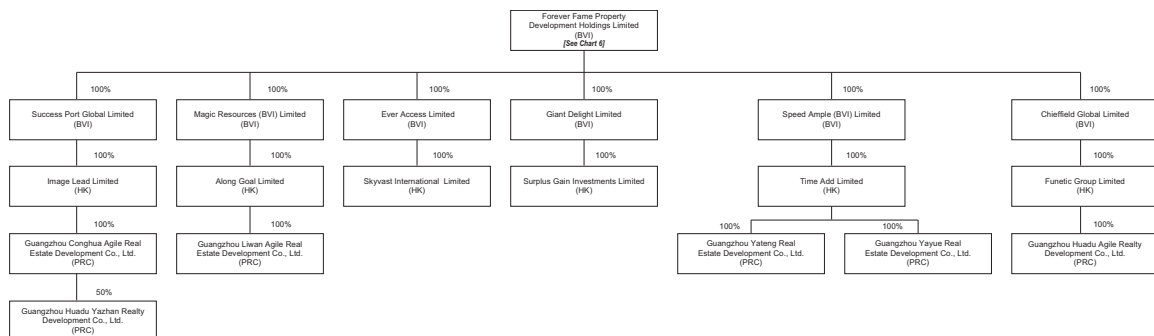 Forever Fame Property
Development Holdings Limited
(BVI)
[See Chart 6]
100%
100%
100%
100%
100%
100%
Success Port Global Limited
(BVI)
Magic Resources (BVI) Limited
(BVI)
Ever Access Limited
(BVI)
Giant Delight Limited
(BVI)
Speed Ample (BVI) Limited
(BVI)
Chieffield Global Limited
(BVI)
100%
100%
100%
100%
100%
100%
Image Lead Limited
(HK)
Along Goal Limited
(HK)
Skyvast International Limited
(HK)
Surplus Gain Investments Limited
(HK)
Time Add Limited
(HK)
Funetic Group Limited
(HK)
100%
100%
100%
100%
100%
Guangzhou Conghua Agile Real
Estate Development Co., Ltd.
(PRC)
Guangzhou Liwan Agile Real
Estate Development Co., Ltd.
(PRC)
Guangzhou Yateng Real
Estate Development Co., Ltd.
(PRC)
Guangzhou Yayue Real
Estate Development Co., Ltd.
(PRC)
Guangzhou Huadu Agile Realty
Development Co., Ltd.
(PRC)
50%
Guangzhou Huadu Yazhan Realty
Development Co., Ltd.
(PRC)